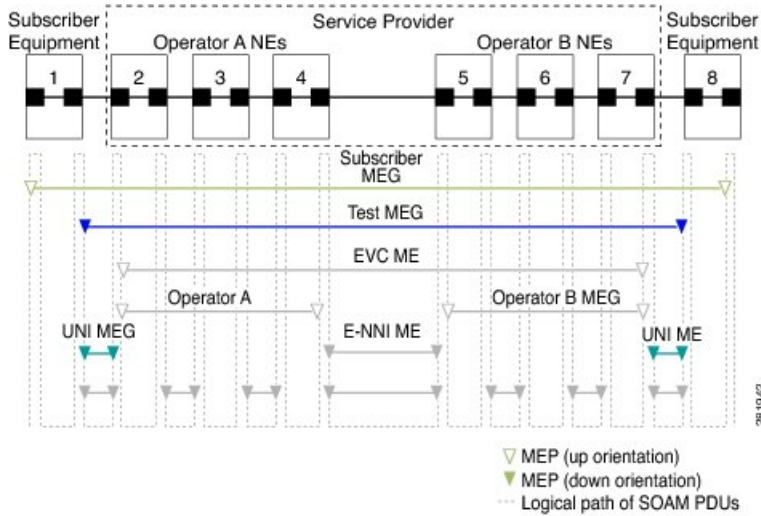 Subscriber Equipment
Service Provider
Subscriber Equipment
Operator A NEs
Operator B NEs
1 2 3 4 5 6 7 8
Subscriber MEG
Test MEG
EVC ME
Operator A
Operator B MEG
UNI MEG
E-NNI ME
UNI ME
MEP (up orientation)
MEP (down orientation)
Logical path of SOAM PDUs